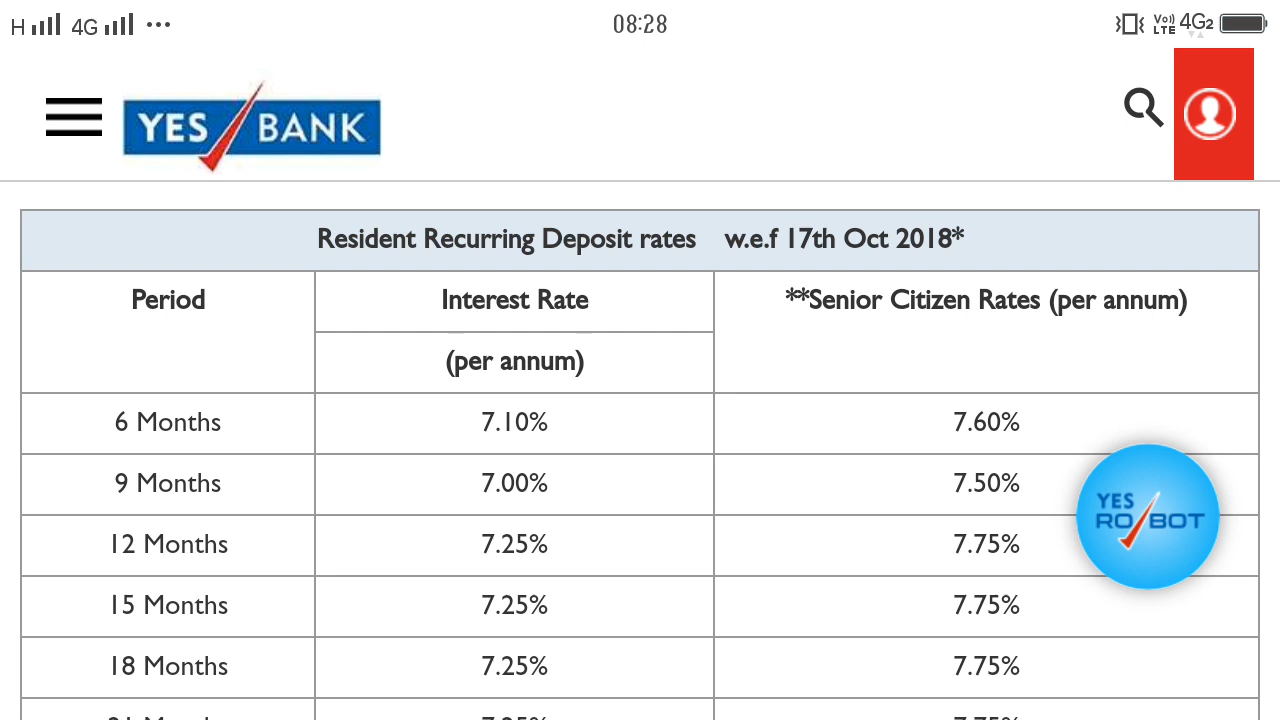 H 4G ••• 08:28 Vo)) LTE 4G2
YES BANK
Resident Recurring Deposit rates w.e.f 17th Oct 2018*
Period Interest Rate **Senior Citizen Rates (per annum)
(per annum)
6 Months 7.10% 7.60%
9 Months 7.00% 7.50%
YES
ROBOT
12 Months 7.25% 7.75%
15 Months 7.25% 7.75%
18 Months 7.25% 7.75%